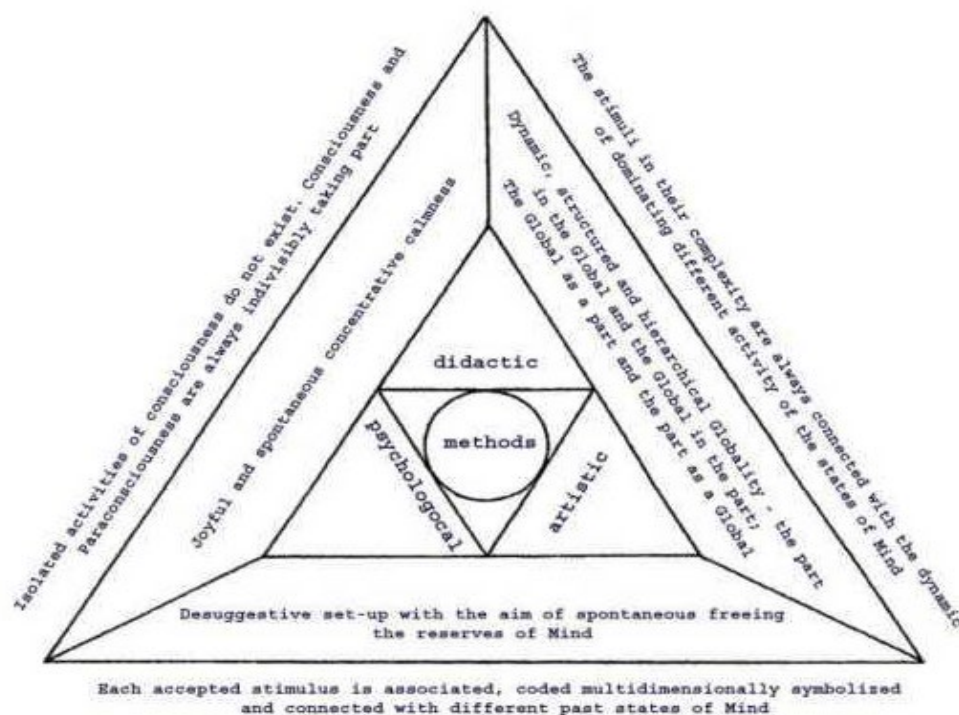 Isolated activities of consciousness do not exist. Consciousness and
Paraconsciousness are always indivisibly taking part
The stimuli in their complexity are always connected with the dynamic
of dominating different activity of the states of Mind
Joyful and spontaneous concentrative calmness
Dynamic, structured and hierarchical Globality - the part
in the Global and the Global in the part;
The Global as a part and the part as a Global
didactic
methods
psychologocal
artistic
Desuggestive set-up with the aim of spontaneous freeing
the reserves of Mind
Each accepted stimulus is associated, coded multidimensionally symbolized
and connected with different past states of Mind